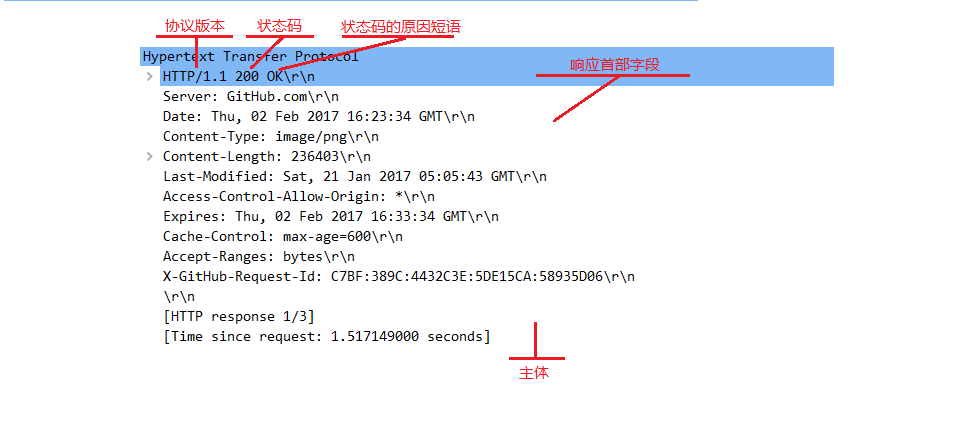 协议版本 状态码 状态码的原因短语
Hypertext Transfer Protocol
响应首部字段
HTTP/1.1 200 OK\r\n
Server: GitHub.com\r\n
Date: Thu, 02 Feb 2017 16:23:34 GMT\r\n
Content-Type: image/png\r\n
Content-Length: 236403\r\n
Last-Modified: Sat, 21 Jan 2017 05:05:43 GMT\r\n
Access-Control-Allow-Origin: *\r\n
Expires: Thu, 02 Feb 2017 16:33:34 GMT\r\n
Cache-Control: max-age=600\r\n
Accept-Ranges: bytes\r\n
X-GitHub-Request-Id: C7BF:389C:4432C3E:5DE15CA:58935D06\r\n
\r\n
[HTTP response 1/3]
[Time since request: 1.517149000 seconds]
主体